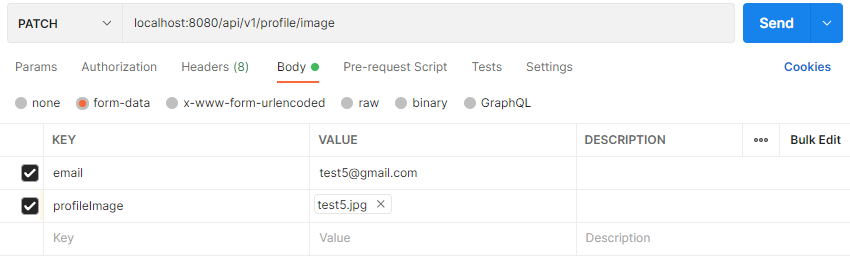 PATCH localhost:8080/api/v1/profile/image Send
Params Authorization Headers (8) Body Pre-request Script Tests Settings Cookies
none form-data x-www-form-urlencoded raw binary GraphQL
KEY VALUE DESCRIPTION Bulk Edit
email test5@gmail.com
profileImage test5.jpg
Key Value Description